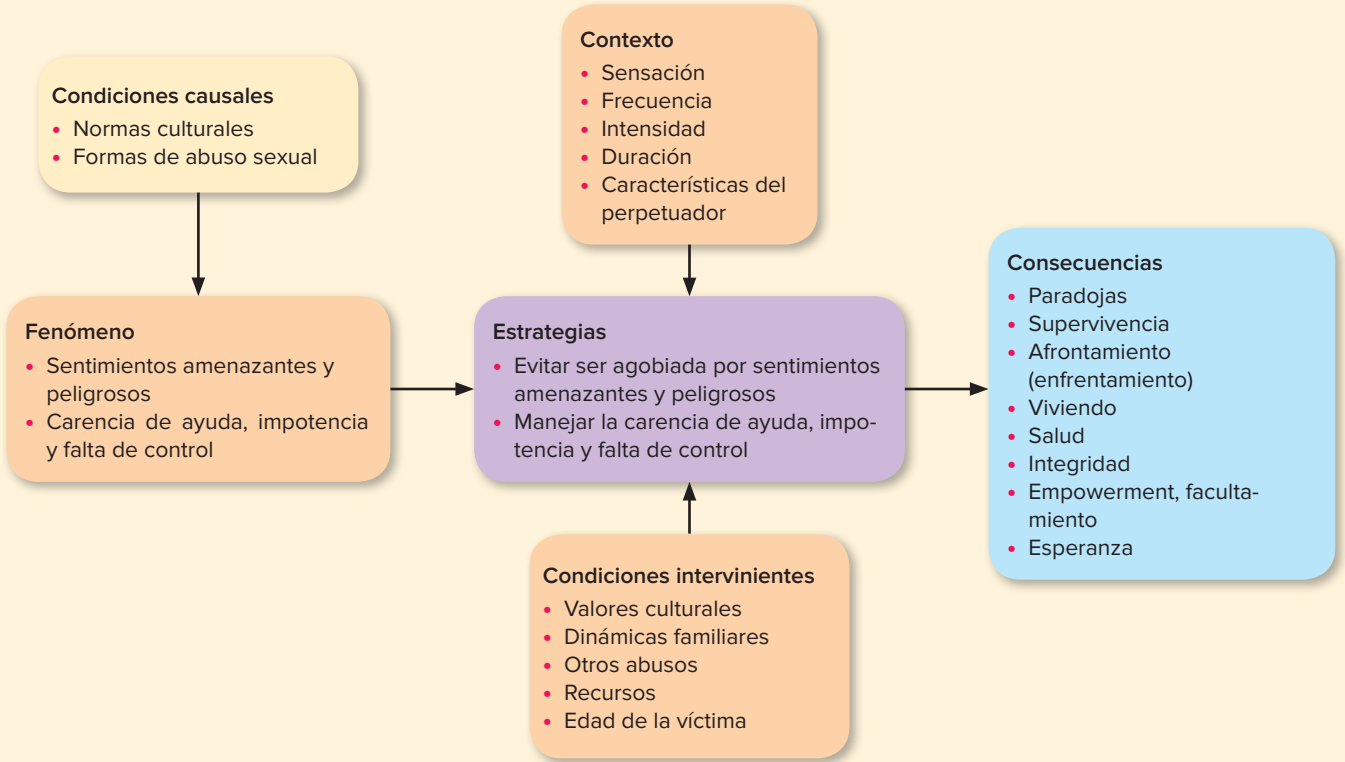 Condiciones causales
• Normas culturales
• Formas de abuso sexual
Contexto
• Sensación
• Frecuencia
• Intensidad
• Duración
• Características del
perpetuador
Fenómeno
• Sentimientos amenazantes y
peligrosos
• Carencia de ayuda, impotencia
y falta de control
Estrategias
• Evitar ser agobiada por sentimientos
amenazantes y peligrosos
• Manejar la carencia de ayuda, impo-
tencia y falta de control
Condiciones intervinientes
• Valores culturales
• Dinámicas familiares
• Otros abusos
• Recursos
• Edad de la víctima
Consecuencias
• Paradojas
• Supervivencia
• Afrontamiento
(enfrentamiento)
• Viviendo
• Salud
• Integridad
• Empowerment, faculta-
miento
• Esperanza